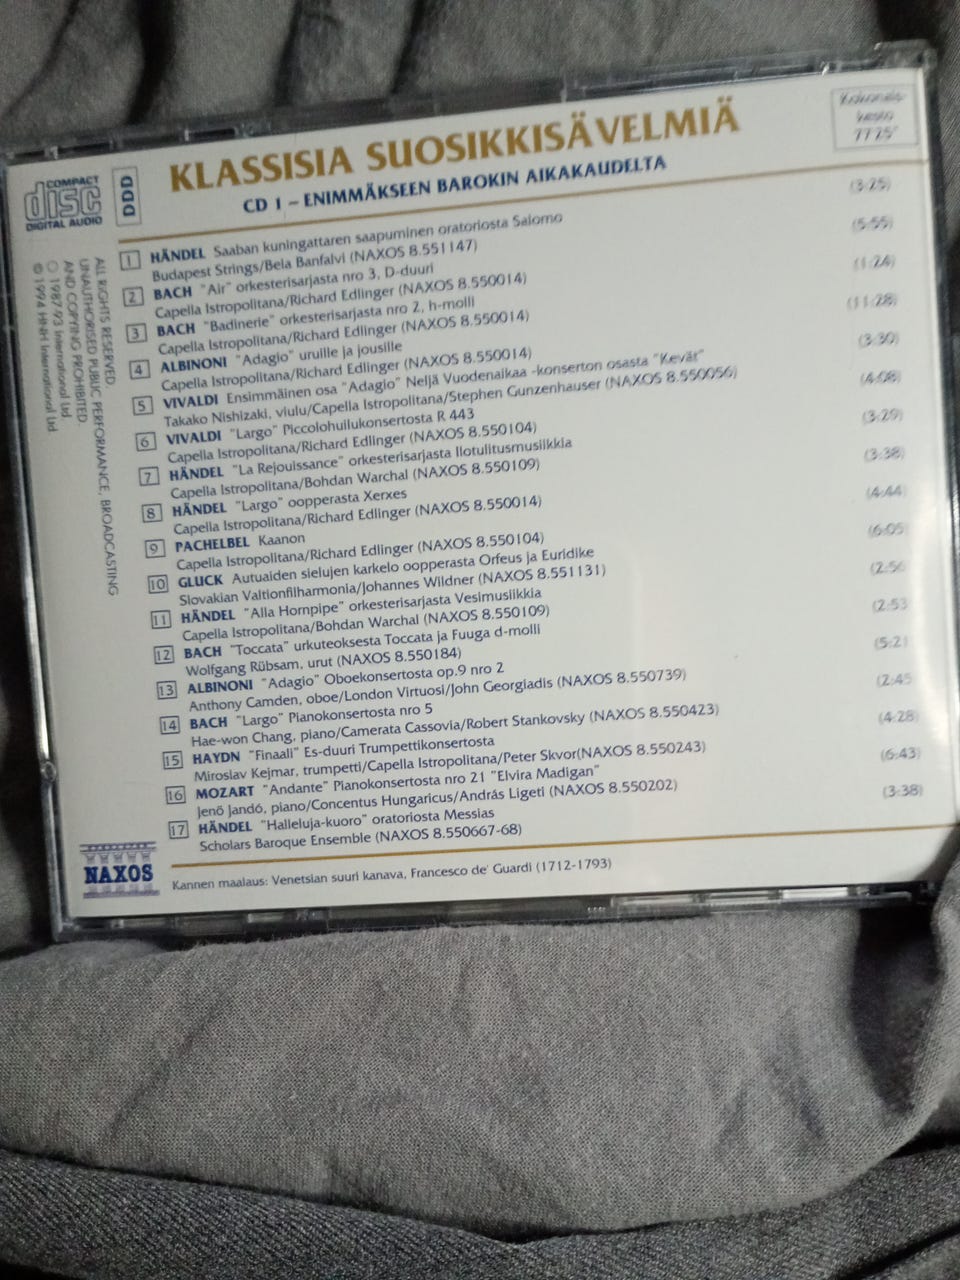 KLASSISIA SUOSIKKISÄVELMIÄ
CD 1 – ENIMMÄKSEEN BAROKIN AIKAKAUDELTA
Kokonais-
kesto
77'25"
COMPACT
disc
DIGITAL AUDIO
DDD
1 HÄNDEL Saaban kuningattaren saapuminen oratoriosta Salomo (3:25)
Budapest Strings/Bela Banfalvi (NAXOS 8.551147)
2 BACH "Air" orkesterisarjasta nro 3, D-duuri (5:55)
Capella Istropolitana/Richard Edlinger (NAXOS 8.550014)
3 BACH "Badinerie" orkesterisarjasta nro 2, h-molli (1:24)
Capella Istropolitana/Richard Edlinger (NAXOS 8.550014)
4 ALBINONI "Adagio" uruille ja jousille (11:28)
Capella Istropolitana/Richard Edlinger (NAXOS 8.550014)
5 VIVALDI Ensimmäinen osa "Adagio" Neljä Vuodenaikaa -konserton osasta "Kevät" (3:30)
Takako Nishizaki, viulu/Capella Istropolitana/Stephen Gunzenhauser (NAXOS 8.550056)
6 VIVALDI "Largo" Piccolohuilukonsertosta R 443 (4:08)
Capella Istropolitana/Richard Edlinger (NAXOS 8.550104)
7 HÄNDEL "La Rejouissance" orkesterisarjasta Ilotulitusmusiikkia (3:29)
Capella Istropolitana/Bohdan Warchal (NAXOS 8.550109)
8 HÄNDEL "Largo" oopperasta Xerxes (3:38)
Capella Istropolitana/Richard Edlinger (NAXOS 8.550014)
9 PACHELBEL Kaanon (4:44)
Capella Istropolitana/Richard Edlinger (NAXOS 8.550104)
10 GLUCK Autuaiden sielujen karkelo oopperasta Orfeus ja Euridike (6:05)
Slovakian Valtionfilharmonia/Johannes Wildner (NAXOS 8.551131)
11 HÄNDEL "Alla Hornpipe" orkesterisarjasta Vesimusiikkia (2:56
Capella Istropolitana/Bohdan Warchal (NAXOS 8.550109)
12 BACH "Toccata" urkuteoksesta Toccata ja Fuuga d-molli (2:53
Wolfgang Rübsam, urut (NAXOS 8.550184)
13 ALBINONI "Adagio" Oboekonsertosta op.9 nro 2 (5:21
Anthony Camden, oboe/London Virtuosi/John Georgiadis (NAXOS 8.550739)
14 BACH "Largo" Pianokonsertosta nro 5 (2:45
Hae-won Chang, piano/Camerata Cassovia/Robert Stankovsky (NAXOS 8.550423)
15 HAYDN "Finaali" Es-duuri Trumpettikonsertosta (4:28)
Miroslav Kejmar, trumpetti/Capella Istropolitana/Peter Skvor(NAXOS 8.550243)
16 MOZART "Andante" Pianokonsertosta nro 21 "Elvira Madigan" (6:43)
Jenö Jandó, piano/Concentus Hungaricus/András Ligeti (NAXOS 8.550202)
17 HÄNDEL "Halleluja-kuoro" oratoriosta Messias (3:38)
Scholars Baroque Ensemble (NAXOS 8.550667-68)
Kannen maalaus: Venetsian suuri kanava, Francesco de' Guardi (1712-1793)
NAXOS
ALL RIGHTS RESERVED.
UNAUTHORISED PUBLIC PERFORMANCE, BROADCASTING
AND COPYING PROHIBITED.
1987-93 International Ltd.
© 1994 HNH International Ltd.